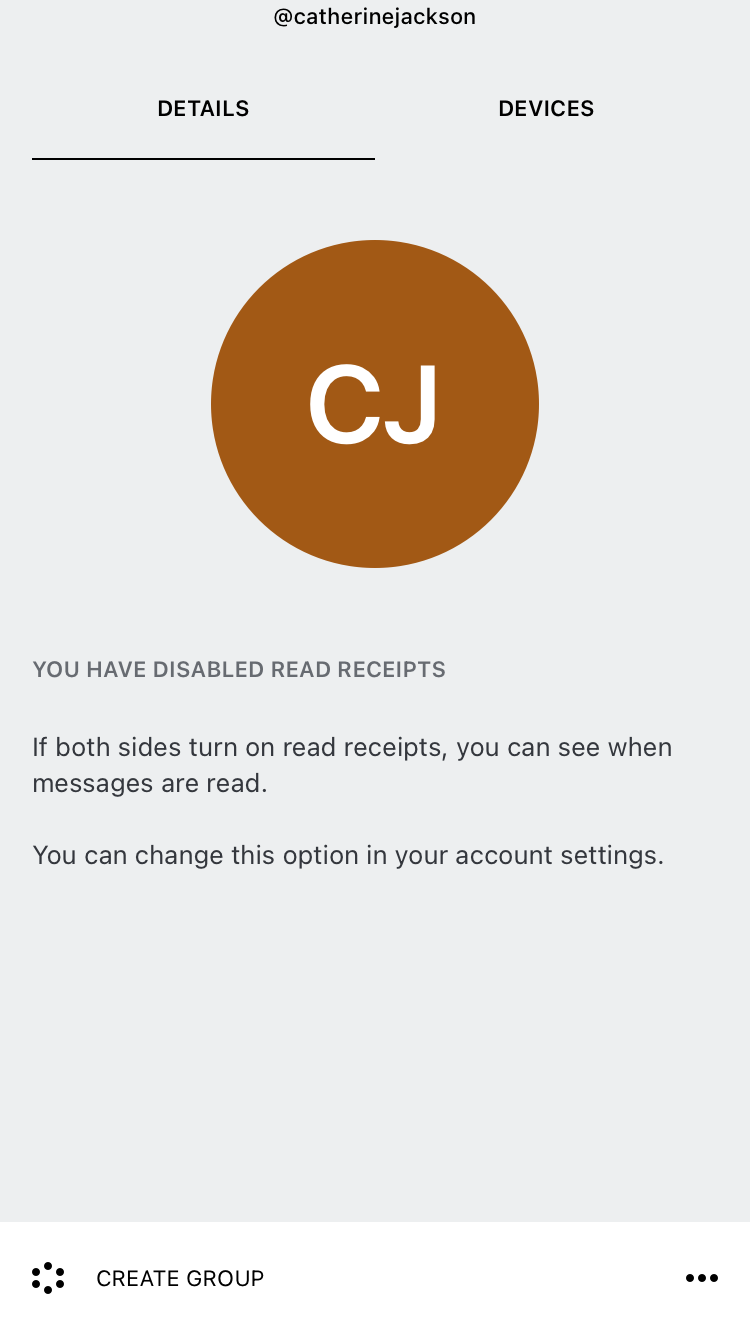 @catherinejackson
DETAILS
DEVICES
CJ
YOU HAVE DISABLED READ RECEIPTS
If both sides turn on read receipts, you can see when
messages are read.
You can change this option in your account settings.
CREATE GROUP